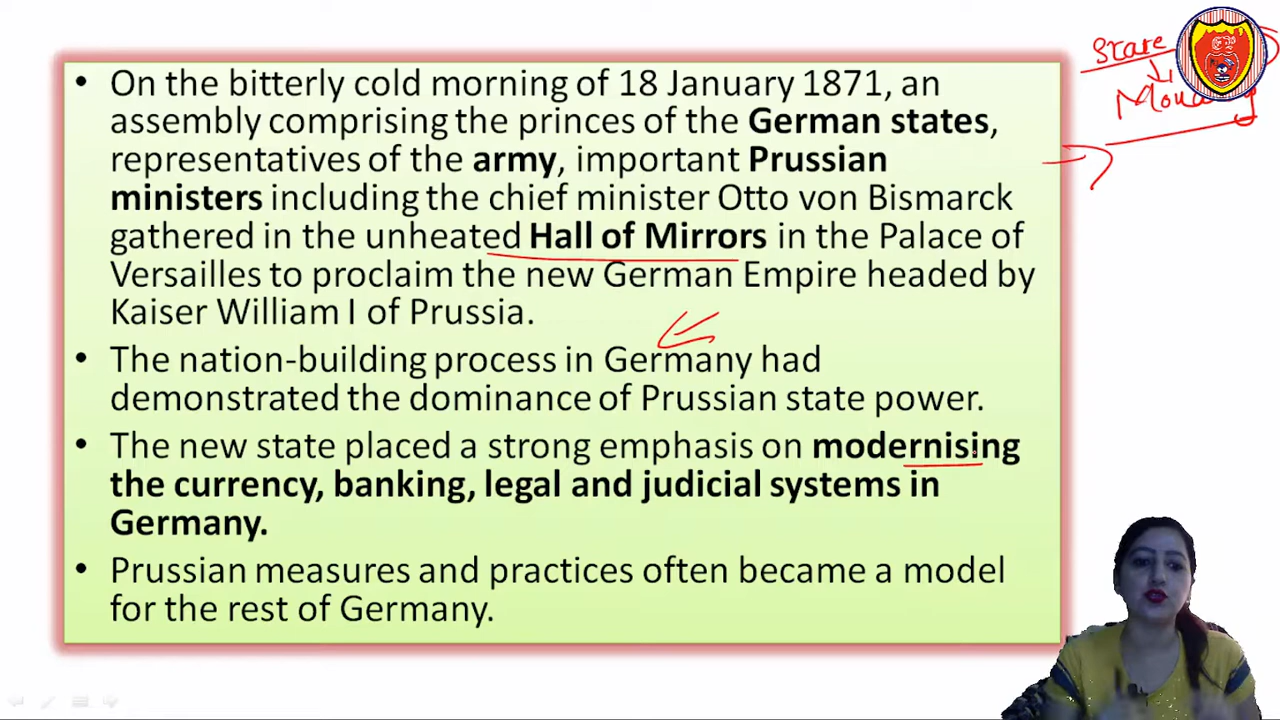 • On the bitterly cold morning of 18 January 1871, an
assembly comprising the princes of the German states,
representatives of the army, important Prussian
ministers including the chief minister Otto von Bismarck
gathered in the unheated Hall of Mirrors in the Palace of
Versailles to proclaim the new German Empire headed by
Kaiser William I of Prussia.
• The nation-building process in Germany had
demonstrated the dominance of Prussian state power.
• The new state placed a strong emphasis on modernising
the currency, banking, legal and judicial systems in
Germany.
• Prussian measures and practices often became a model
for the rest of Germany.